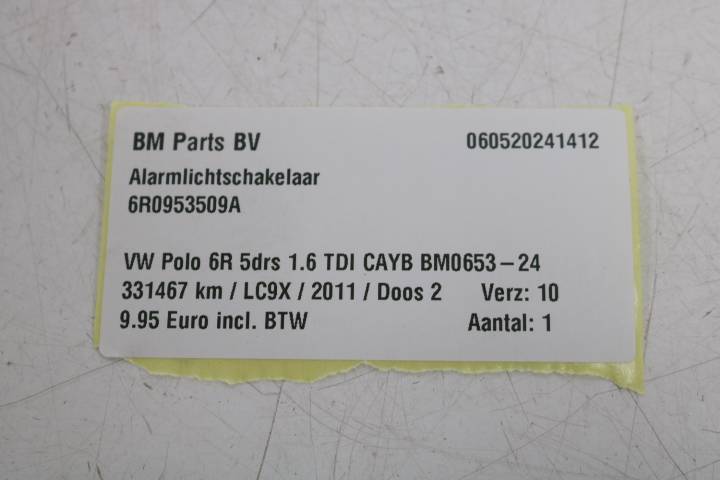 BM Parts BV 060520241412
Alarmlichtschakelaar
6R0953509A
VW Polo 6R 5drs 1.6 TDI CAYB BM0653-24
331467 km / LC9X / 2011 / Doos 2 Verz: 10
9.95 Euro incl. BTW Aantal: 1